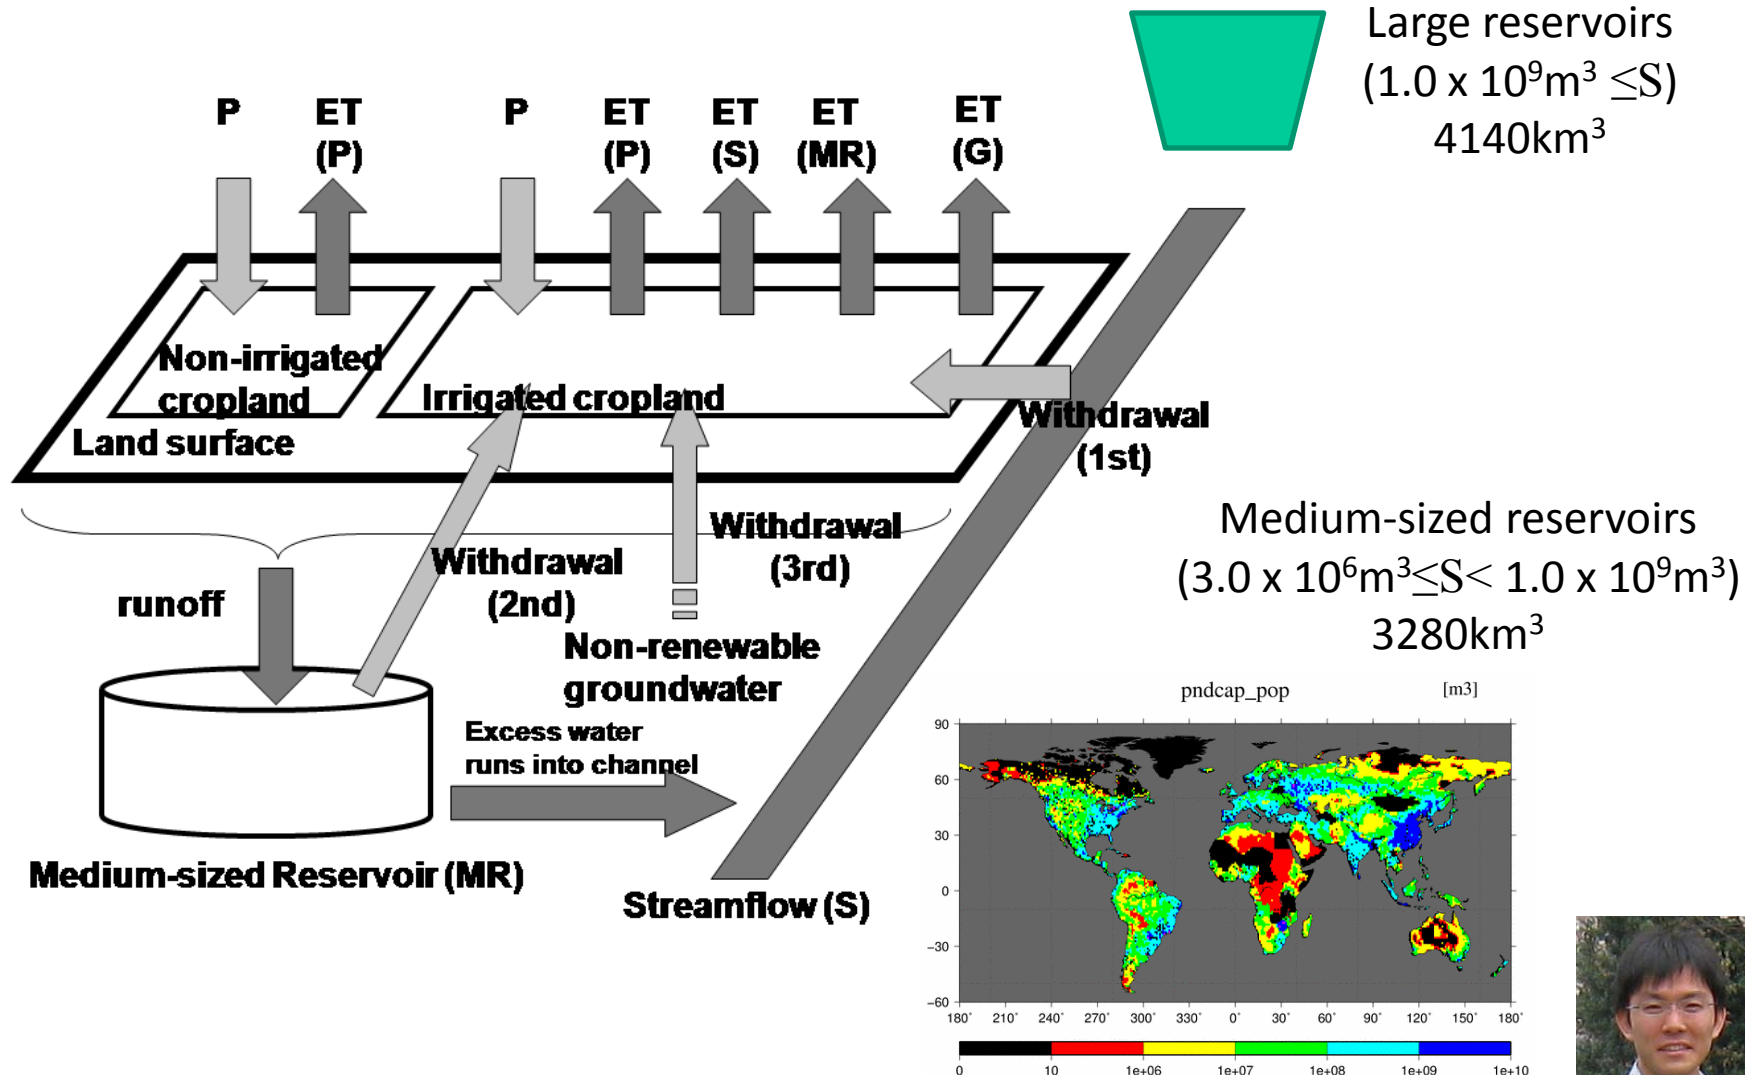 Large reservoirs
(1.0 x 10⁹m³ ≤S)
4140km³
P
ET
(P)
P
ET
(P)
ET
(S)
ET
(MR)
ET
(G)
Non-irrigated
cropland
Irrigated cropland
Land surface
Withdrawal
(1st)
Withdrawal
(2nd)
Withdrawal
(3rd)
runoff
Non-renewable
groundwater
Medium-sized reservoirs
(3.0 x 10⁶m³≤S< 1.0 x 10⁹m³)
3280km³
Excess water
runs into channel
Medium-sized Reservoir (MR)
Streamflow (S)
pndcap_pop [m3]
90
60
30
0
−30
−60
180° 210° 240° 270° 300° 330° 0° 30° 60° 90° 120° 150° 180°
0 10 1e+06 1e+07 1e+08 1e+09 1e+10